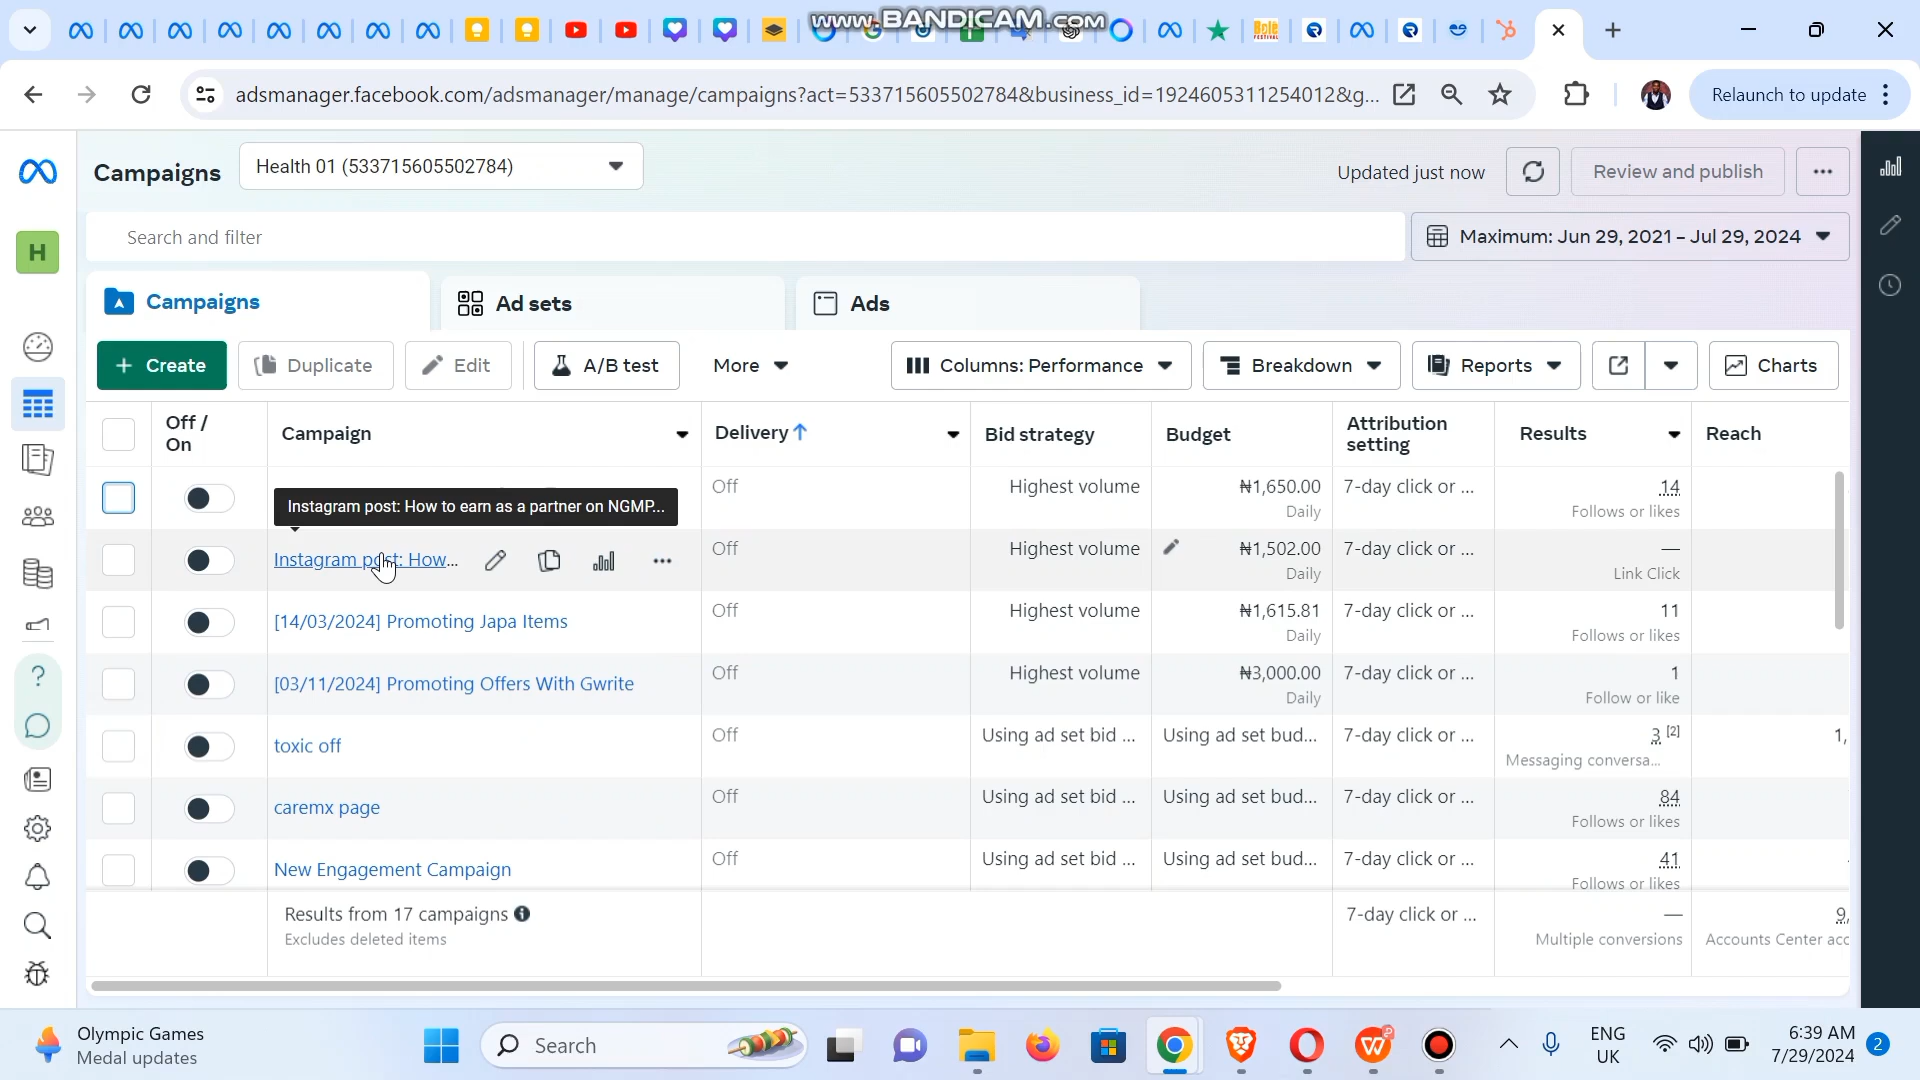 www.BANDICAM.com
adsmanager.facebook.com/adsmanager/manage/campaigns?act=533715605502784&business_id=1924605311254012&g...
Relaunch to update
Campaigns
Health 01 (533715605502784)
Updated just now
Review and publish
H
Search and filter
Maximum: Jun 29, 2021 – Jul 29, 2024
Campaigns
Ad sets
Ads
+ Create
Duplicate
Edit
A/B test
More
Columns: Performance
Breakdown
Reports
Charts
Off /
On
Campaign
Delivery
Bid strategy
Budget
Attribution
setting
Results
Reach
Off
Highest volume
₦1,650.00
Daily
7-day click or ...
14
Follows or likes
Instagram post: How to earn as a partner on NGMP...
Instagram post: How...
Off
Highest volume
₦1,502.00
Daily
7-day click or ...
—
Link Click
[14/03/2024] Promoting Japa Items
Off
Highest volume
₦1,615.81
Daily
7-day click or ...
11
Follows or likes
[03/11/2024] Promoting Offers With Gwrite
Off
Highest volume
₦3,000.00
Daily
7-day click or ...
1
Follow or like
toxic off
Off
Using ad set bid ...
Using ad set bud...
7-day click or ...
3 [2]
Messaging conversa...
1,
caremx page
Off
Using ad set bid ...
Using ad set bud...
7-day click or ...
84
Follows or likes
New Engagement Campaign
Off
Using ad set bid ...
Using ad set bud...
7-day click or ...
41
Follows or likes
Results from 17 campaigns
Excludes deleted items
7-day click or ...
—
Multiple conversions
9,
Accounts Center acc
Olympic Games
Medal updates
Search
ENG
UK
6:39 AM
7/29/2024
2